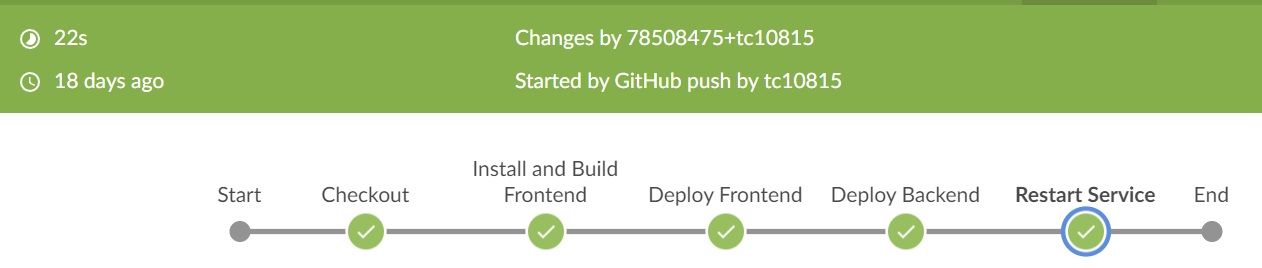 22s
Changes by 78508475+tc10815
18 days ago
Started by GitHub push by tc10815
Start
Checkout
Install and Build
Frontend
Deploy Frontend
Deploy Backend
Restart Service
End